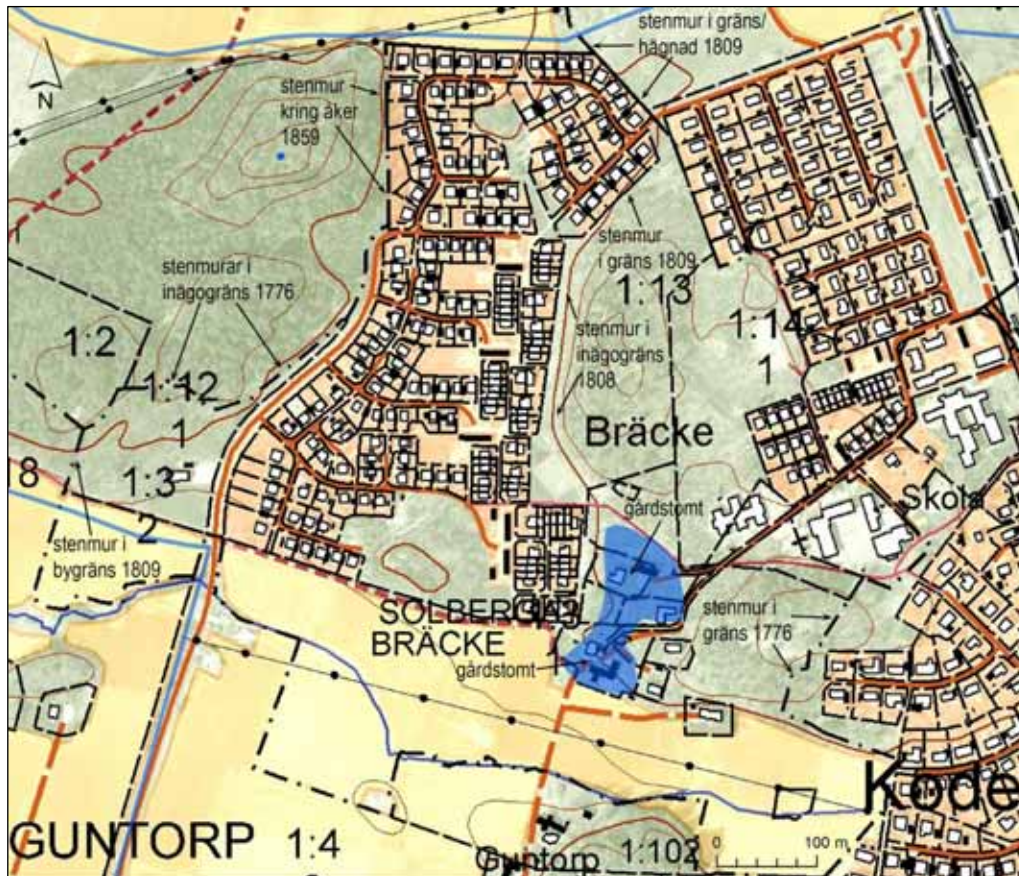 stenmur i gräns/
hägnad 1809
N
stenmur
kring åker
1859
stenmur
i gräns 1809
stenmurar i
inägogräns 1776
1:13
1:2
1:14
stenmur i
inägogräns
1808
1
1:12
Bräcke
1
8
1:3
gårdstomt
Skola
2
stenmur i
bygräns 1809
stenmur i
gräns 1776
BRÄCKE
gårdstomt
Kode
GUNTORP
1:4
Guntorp
1:102
0
100 m